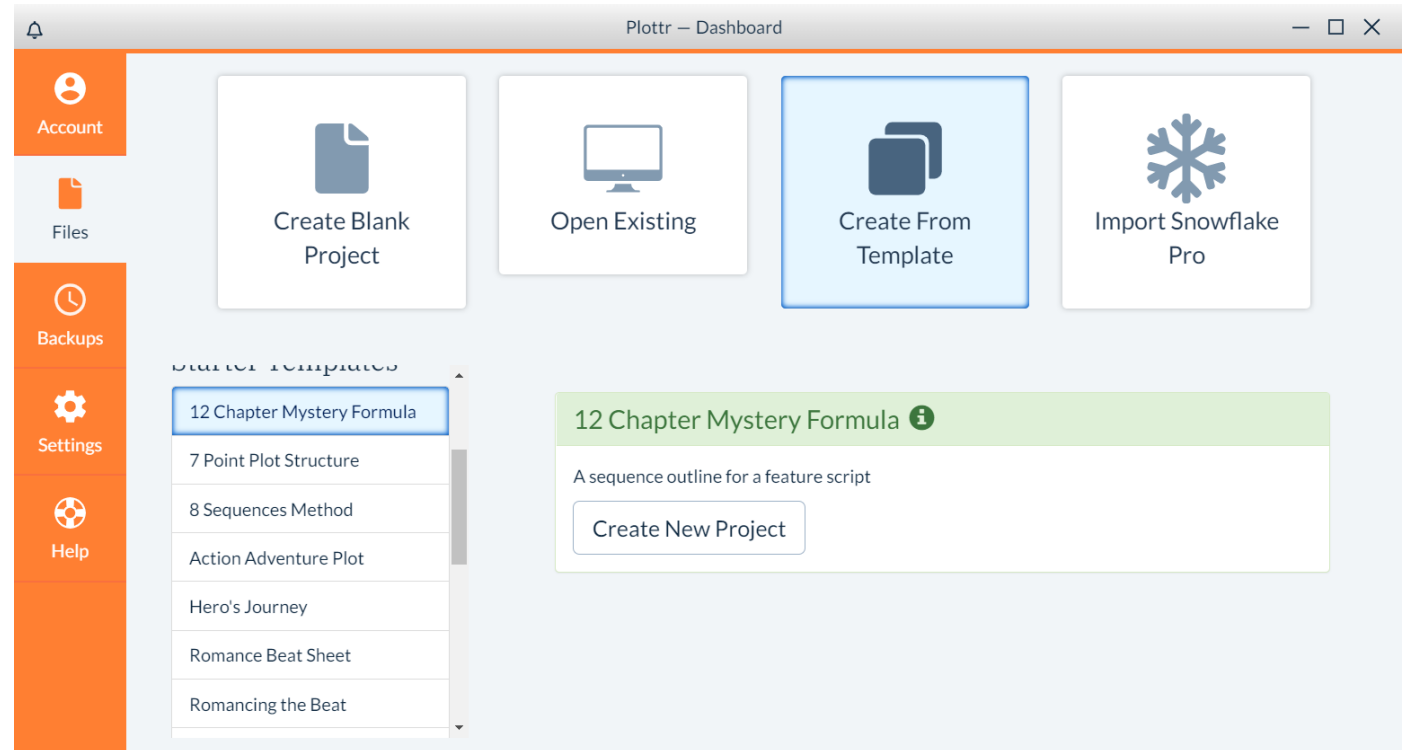 Plottr — Dashboard
Account
Files
Backups
Settings
Help
Create Blank
Project
Open Existing
Create From
Template
Import Snowflake
Pro
Starter Templates
12 Chapter Mystery Formula
7 Point Plot Structure
8 Sequences Method
Action Adventure Plot
Hero's Journey
Romance Beat Sheet
Romancing the Beat
12 Chapter Mystery Formula
A sequence outline for a feature script
Create New Project